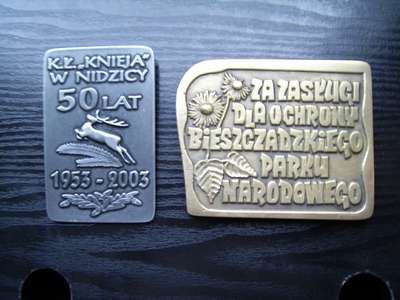 K.Ł. „KNIEJA”
W NIDZICY
50 LAT
1953-2003
ZA ZASŁUGI
DLA OCHRONY
BIESZCZADZKIEGO
PARKU
NARODOWEGO